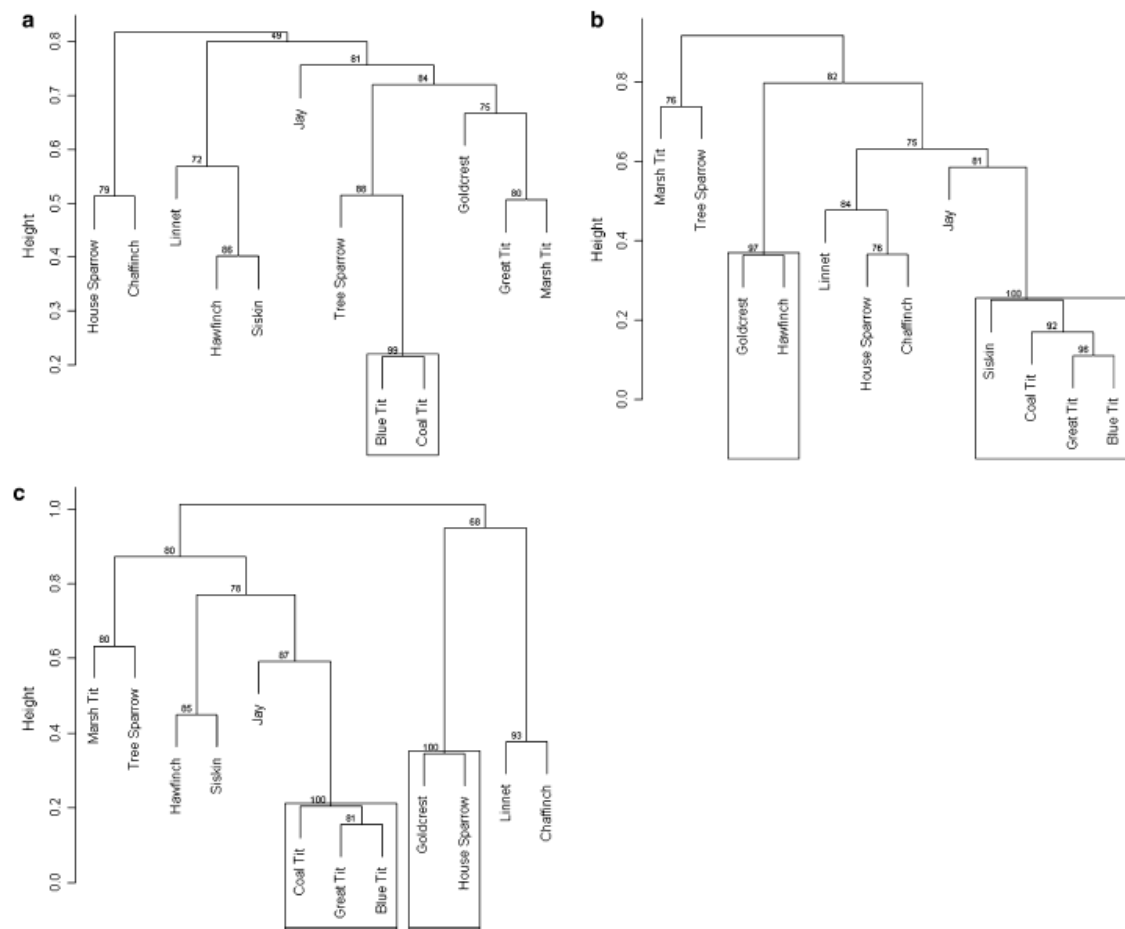 a
Height
0.8
0.7
0.6
0.5
0.4
0.3
0.2
49
81
84
75
72
79
88
80
86
99
House Sparrow
Chaffinch
Linnet
Hawfinch
Siskin
Jay
Tree Sparrow
Blue Tit
Coal Tit
Goldcrest
Great Tit
Marsh Tit
b
Height
0.8
0.6
0.4
0.2
0.0
82
76
75
81
84
97
76
100
92
96
Marsh Tit
Tree Sparrow
Goldcrest
Hawfinch
Linnet
House Sparrow
Chaffinch
Jay
Siskin
Coal Tit
Great Tit
Blue Tit
c
Height
1.0
0.8
0.6
0.4
0.2
0.0
68
80
78
80
87
85
93
100
100
81
Marsh Tit
Tree Sparrow
Hawfinch
Siskin
Jay
Coal Tit
Great Tit
Blue Tit
Goldcrest
House Sparrow
Linnet
Chaffinch